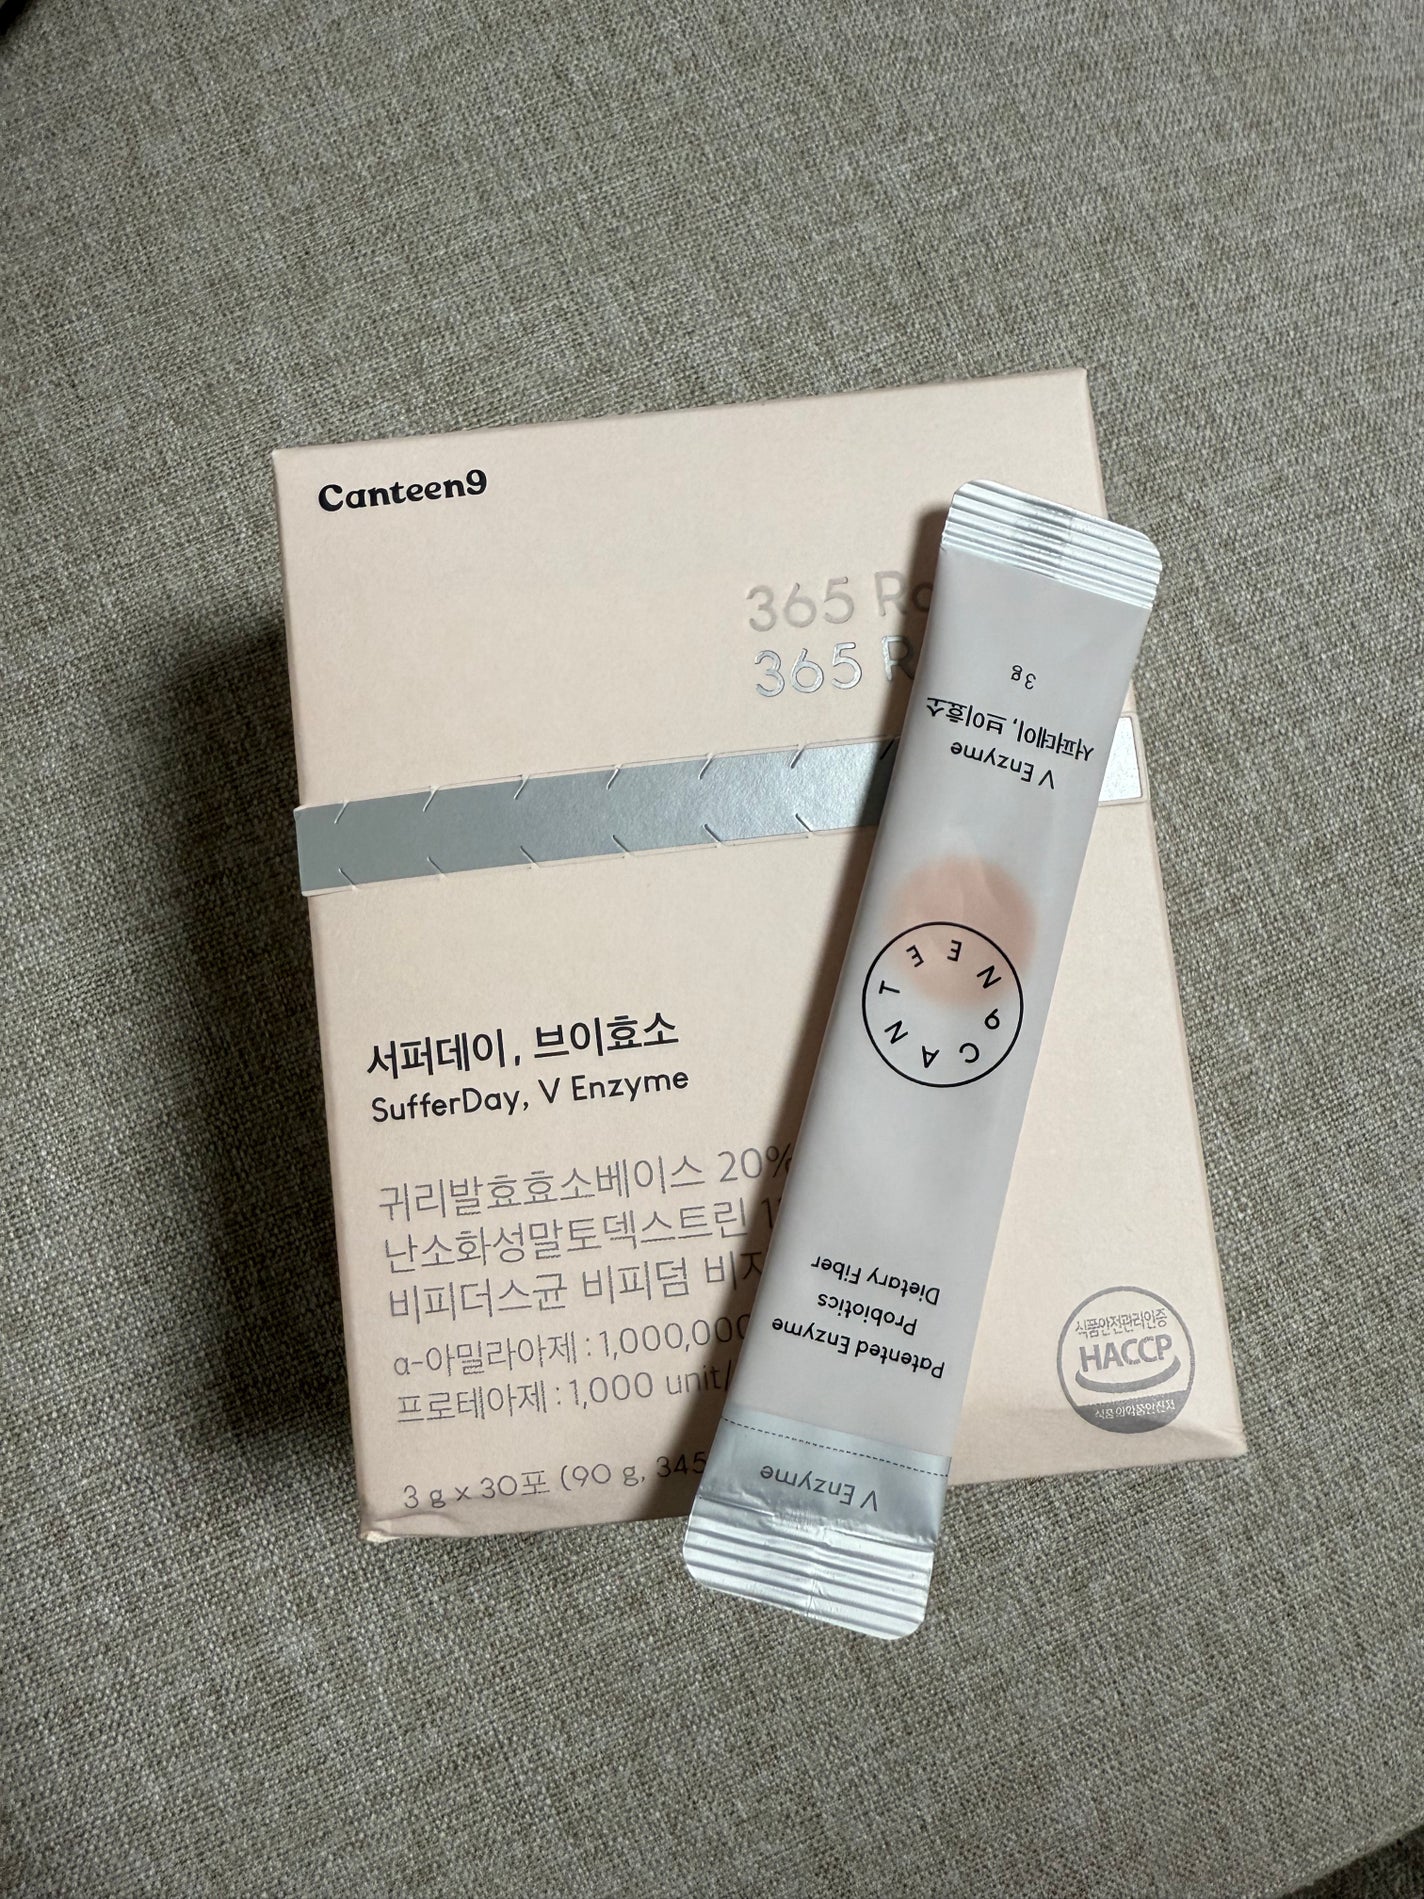 Canteen9
365
365
서퍼데이, 브이효소
SufferDay, V Enzyme
귀리발효효소베이스 20%
난소화성말토덱스트린
비피더스균 비피덤
α-아밀라아제 : 1,000,000
프로테아제 : 1,000 unit/
3 g x 30포 (90 g, 345
식품안전관리인증
HACCP
식품의약품안전처
V Enzyme
Patented Enzyme
Probiotics
Dietary Fiber
CANTEEN9
V Enzyme
서퍼데이, 브이효소
3g